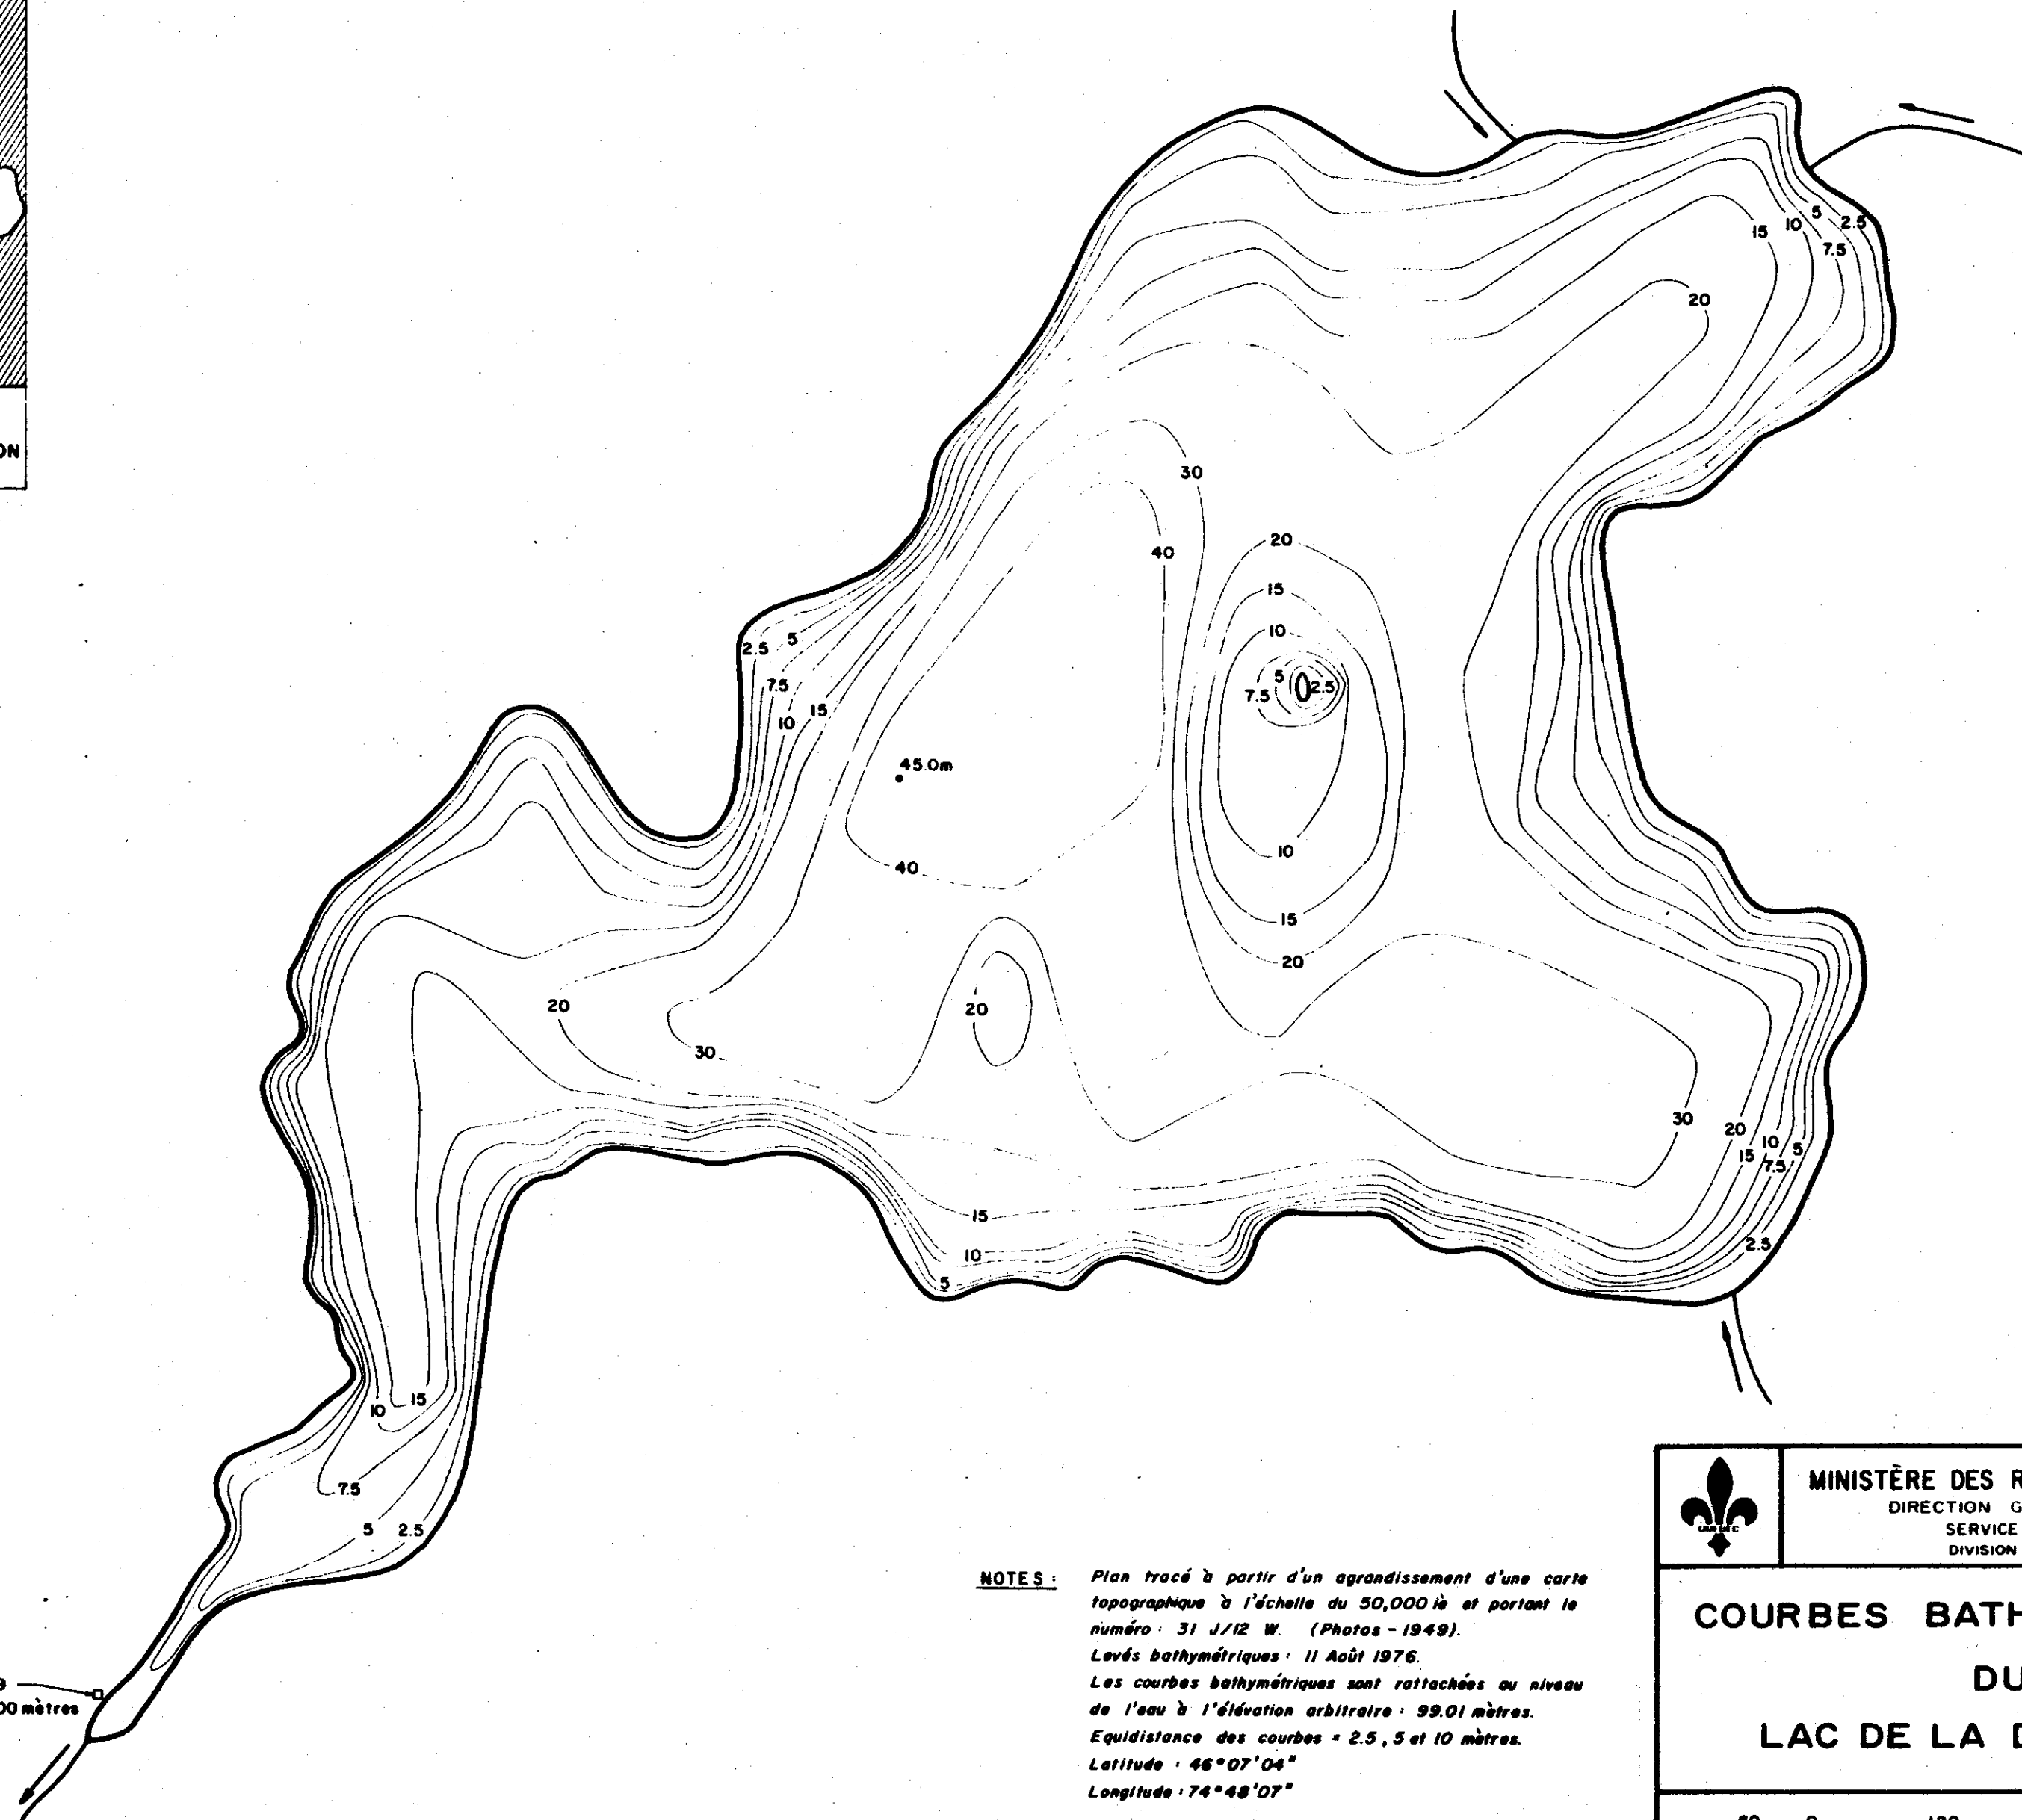 ON
5
2.5
15
10
7.5
20
30
20
40
15
10
2.5
5
7.5
5
2.5
7.5
15
10
45.0m
10
40
15
20
20
20
30
30
20
10
5
15
7.5
15
10
2.5
5
15
10
7.5
5
2.5
MINISTÈRE DES R
DIRECTION G
SERVICE
DIVISION
QUÉBEC
NOTES : Plan tracé à partir d'un agrandissement d'une carte
topographique à l'échelle du 50,000 iè et portant le
numéro : 31 J/12 W. (Photos - 1949).
Levés bathymétriques : 11 Août 1976.
Les courbes bathymétriques sont rattachées au niveau
de l'eau à l'élévation arbitraire : 99.01 mètres.
Equidistance des courbes = 2.5, 5 et 10 mètres.
Latitude : 46°07'04"
Longitude : 74°48'07"
COURBES BATH
DU
LAC DE LA D
9
00 mètres